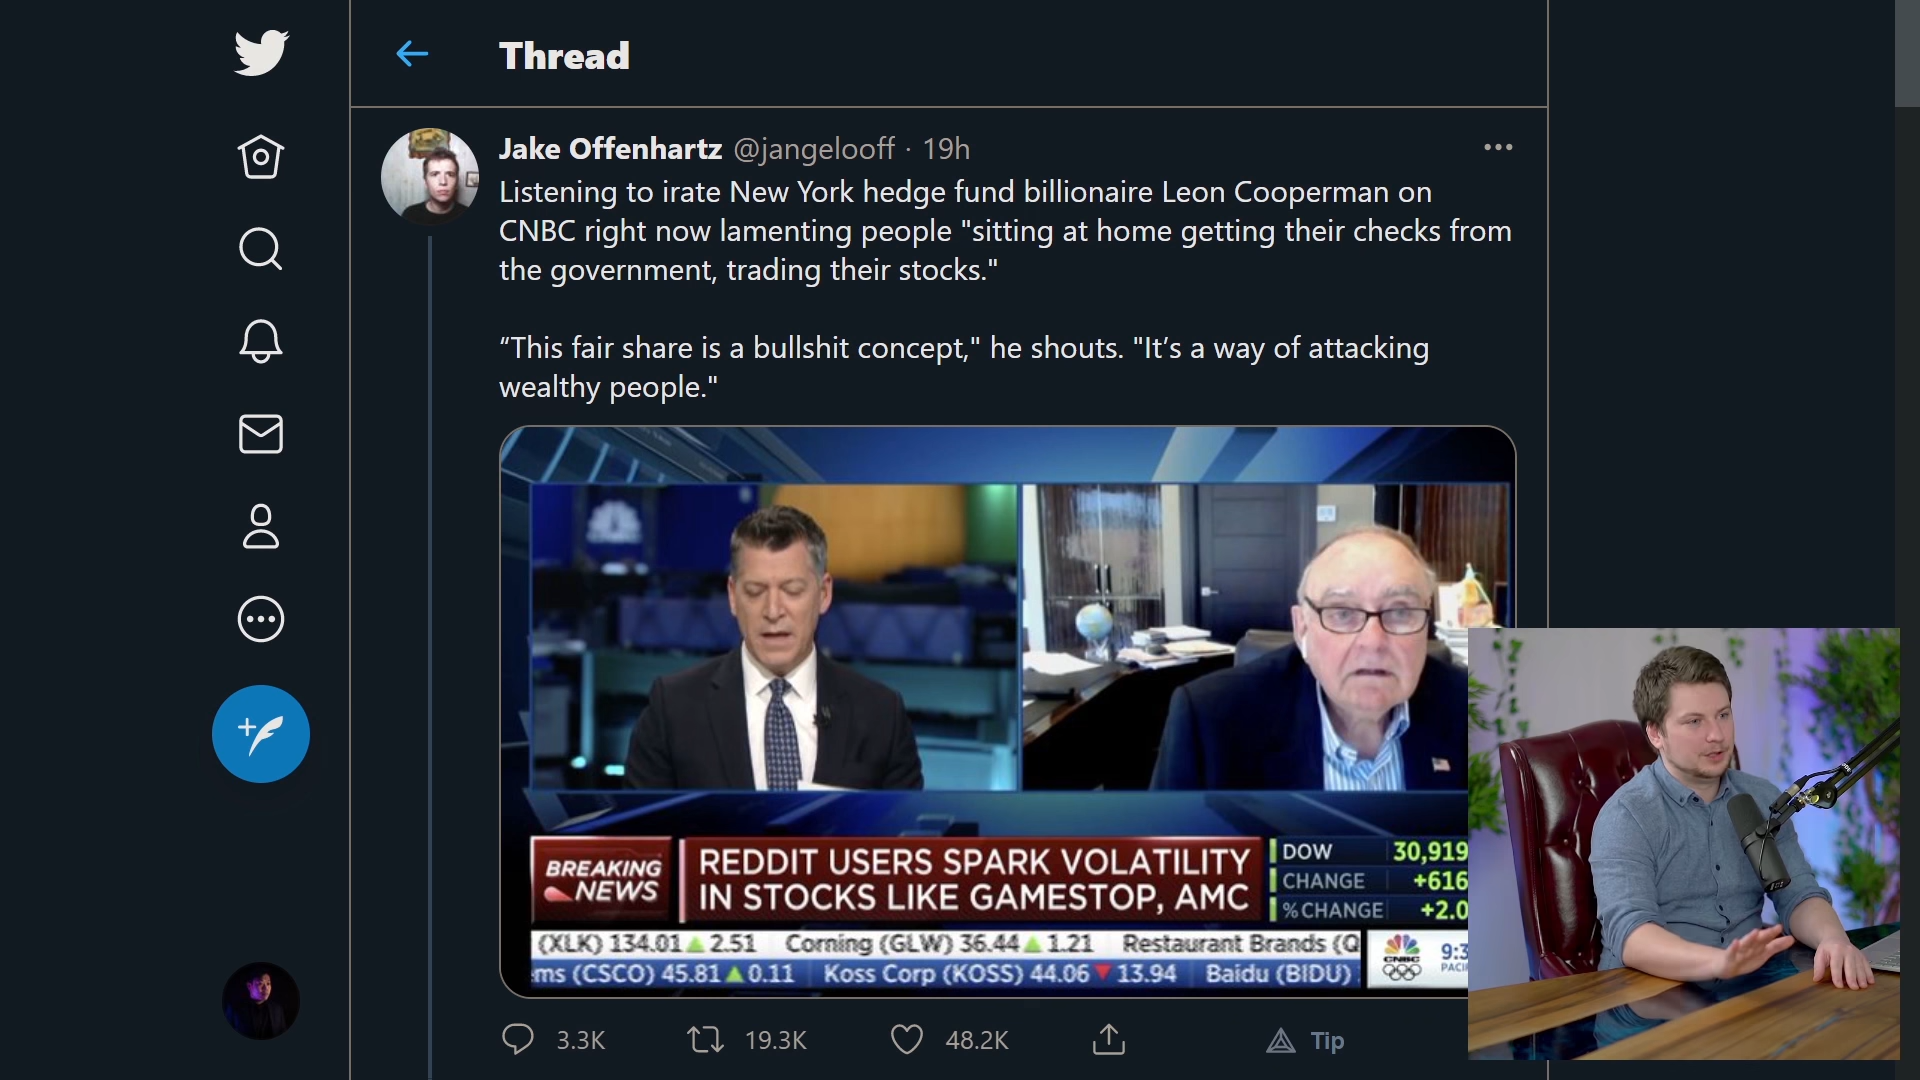 Thread
Jake Offenhartz @jangelooff · 19h
Listening to irate New York hedge fund billionaire Leon Cooperman on
CNBC right now lamenting people "sitting at home getting their checks from
the government, trading their stocks."
“This fair share is a bullshit concept," he shouts. "It’s a way of attacking
wealthy people."
BREAKING
NEWS
REDDIT USERS SPARK VOLATILITY
IN STOCKS LIKE GAMESTOP, AMC
DOW 30,919
CHANGE +616
% CHANGE +2.0
(XLK) 134.01 ▲ 2.51 Corning (GLW) 36.44 ▲ 1.21 Restaurant Brands (Q
ms (CSCO) 45.81 ▲ 0.11 Koss Corp (KOSS) 44.06 ▼ 13.94 Baidu (BIDU)
CNBC
9:3
PACI
3.3K 19.3K 48.2K Tip